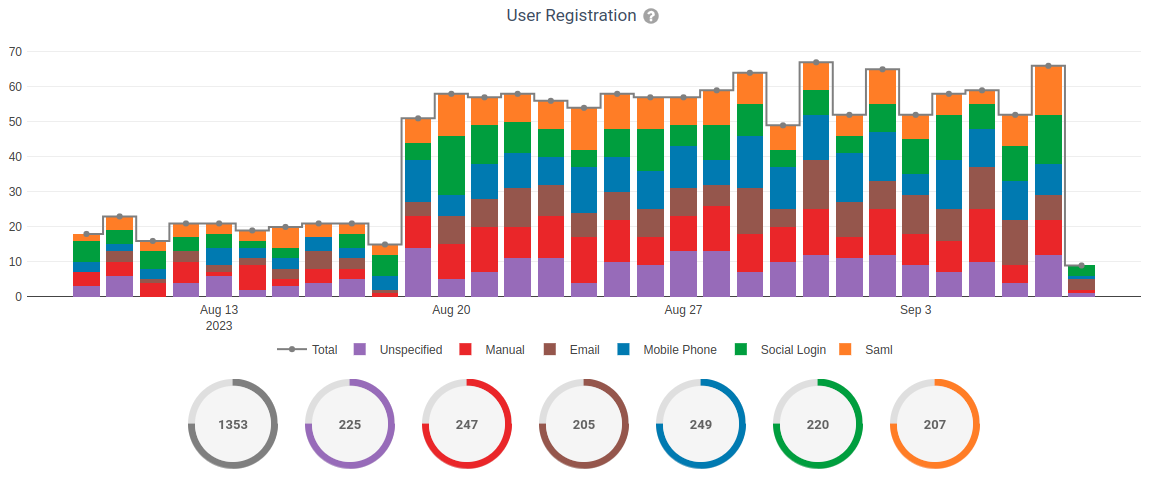 User Registration ?
70
60
50
40
30
20
10
0
Aug 13 Aug 20 Aug 27 Sep 3
2023
Total Unspecified Manual Email Mobile Phone Social Login Saml
1353 225 247 205 249 220 207